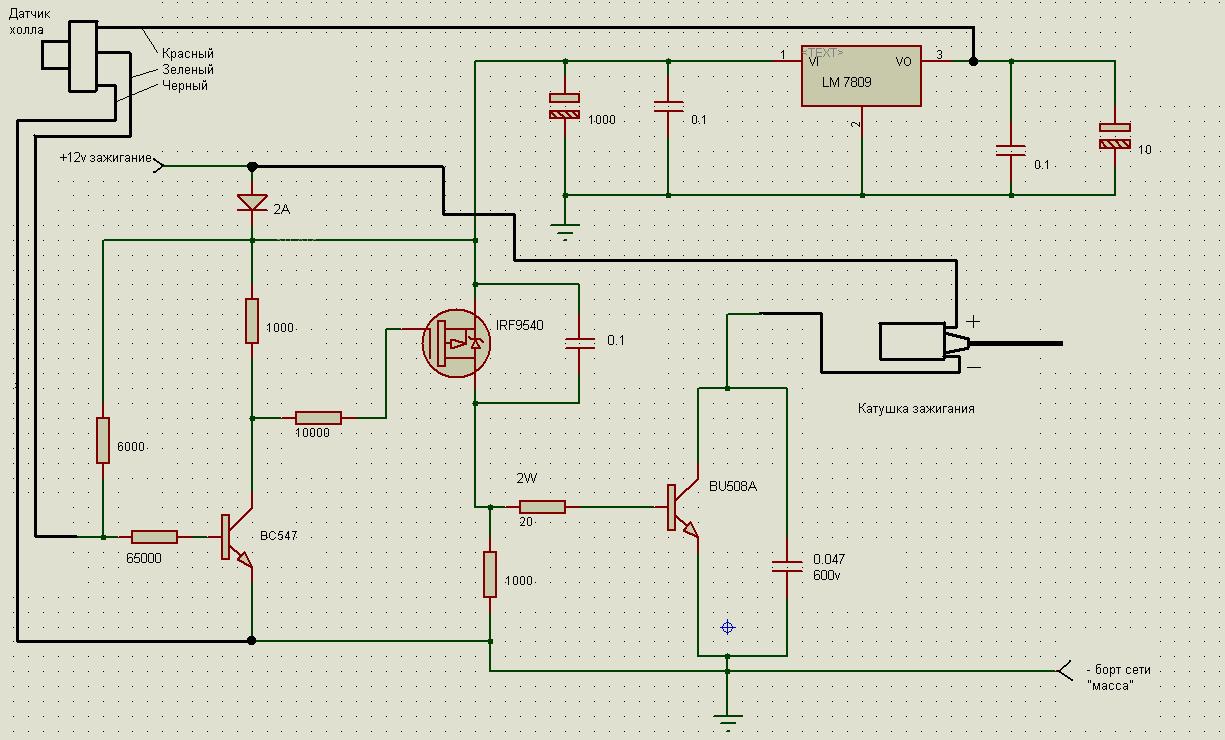 Датчик
холла
Красный
Зеленый
Черный
<TEXT>
1
VI
VO
3
LM 7809
2
1000
0.1
0.1
10
+12v зажигание
2A
1000
IRF9540
0.1
+
−
Катушка зажигания
10000
6000
2W
20
BU508A
BC547
65000
1000
0.047
600v
- борт сети
"масса"